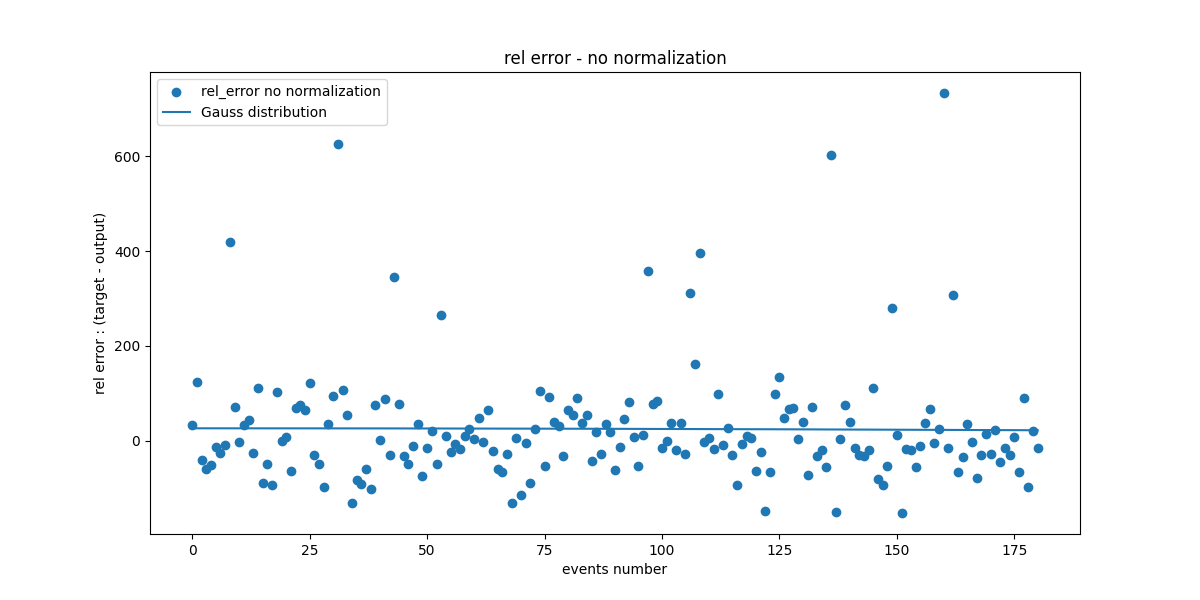 rel error - no normalization
rel_error no normalization
Gauss distribution
rel error : (target - output)
600
400
200
0
0 25 50 75 100 125 150 175
events number